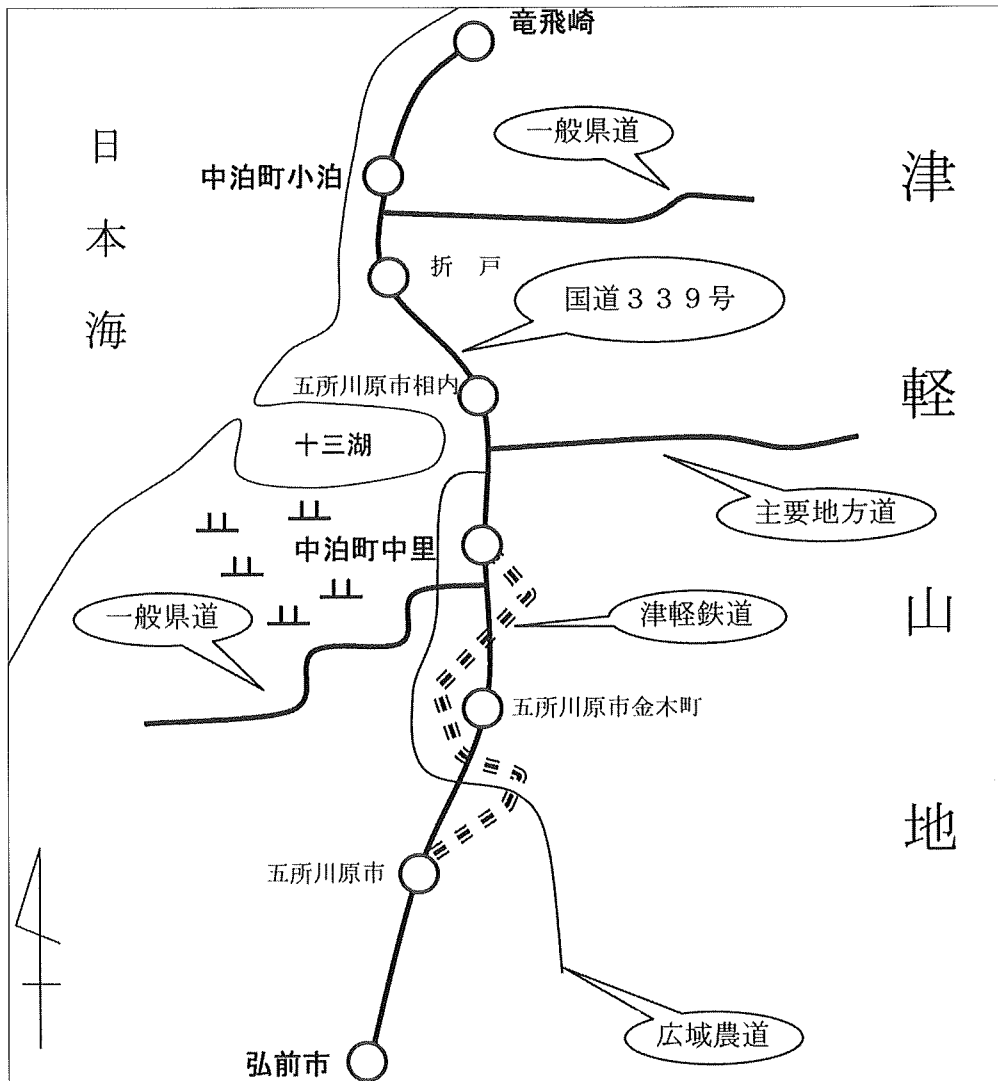 竜飛崎
一般県道
日本海
津軽山地
中泊町小泊
折 戸
国道339号
五所川原市相内
十三湖
主要地方道
中泊町中里
一般県道
津軽鉄道
五所川原市金木町
五所川原市
広域農道
弘前市